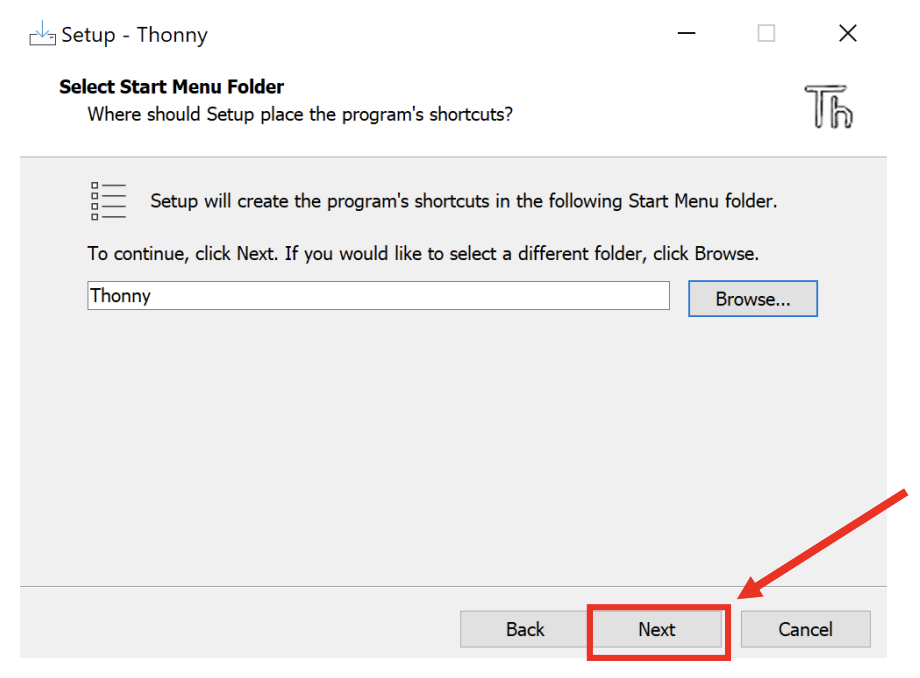 Setup - Thonny
Select Start Menu Folder
Where should Setup place the program's shortcuts?
Th
Setup will create the program's shortcuts in the following Start Menu folder.
To continue, click Next. If you would like to select a different folder, click Browse.
Thonny
Browse...
Back
Next
Cancel